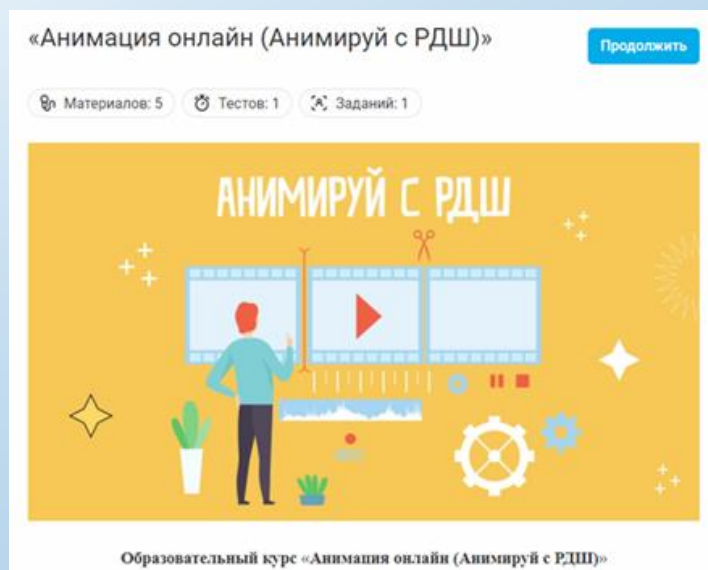 «Анимация онлайн (Анимируй с РДШ)»
Продолжить
Материалов: 5 Тестов: 1 Заданий: 1
АНИМИРУЙ С РДШ
Образовательный курс «Анимация онлайн (Анимируй с РДШ)»